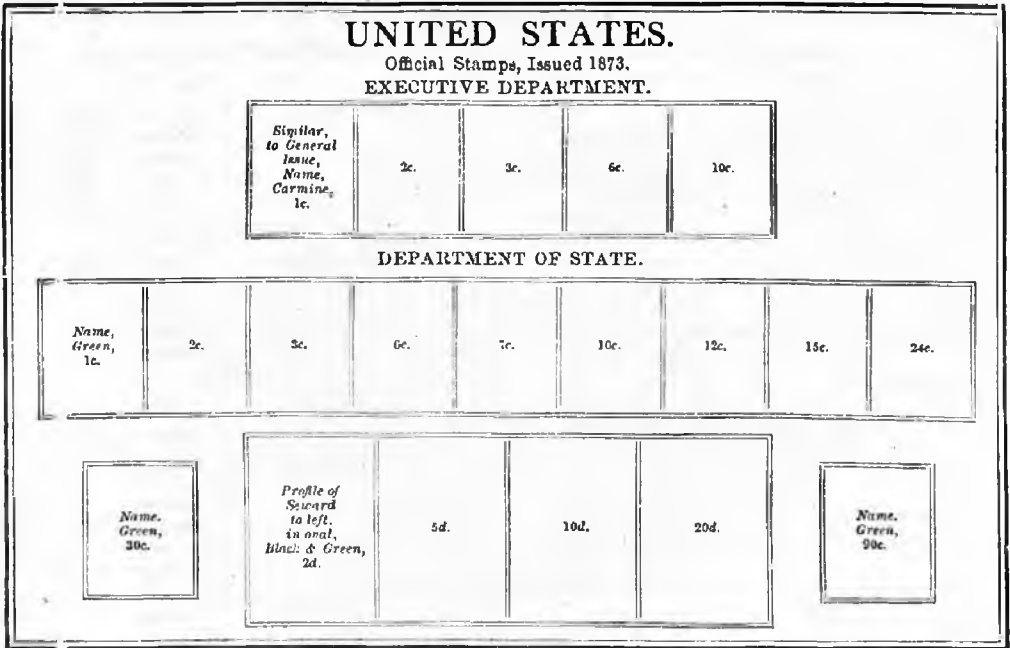 UNITED STATES.
Official Stamps, Issued 1873.
EXECUTIVE DEPARTMENT.
Similar,
to General
Issue,
Name,
Carmine,
1c.
2c.
3c.
6c.
10c.
DEPARTMENT OF STATE.
Name,
Green,
1c.
2c.
3c.
6c.
7c.
10c.
12c.
15c.
24c.
Name.
Green,
30c.
Profile of
Seward
to left.
in oval,
Black & Green,
2d.
5d.
10d.
20d.
Name.
Green,
90c.